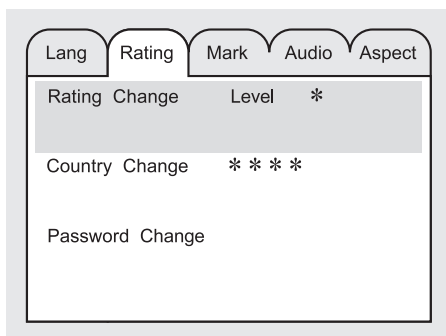 Lang Rating Mark Audio Aspect
Rating Change Level *
Country Change ****
Password Change